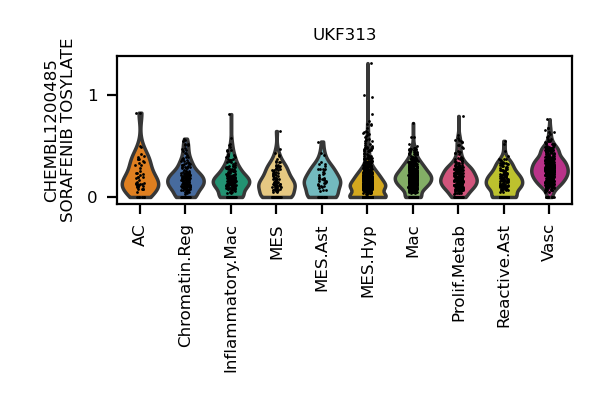 UKF313
CHEMBL1200485
SORAFENIB TOSYLATE
1
0
AC
Chromatin.Reg
Inflammatory.Mac
MES
MES.Ast
MES.Hyp
Mac
Prolif.Metab
Reactive.Ast
Vasc